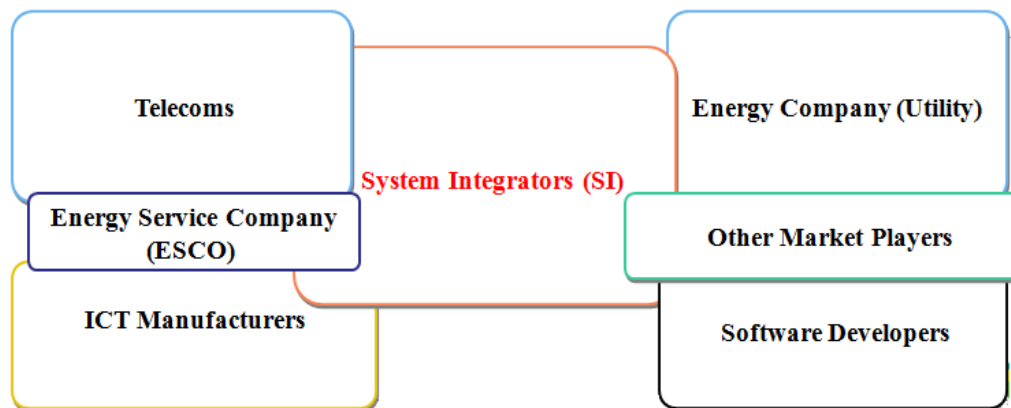 Telecoms
Energy Company (Utility)
System Integrators (SI)
Energy Service Company
(ESCO)
Other Market Players
ICT Manufacturers
Software Developers